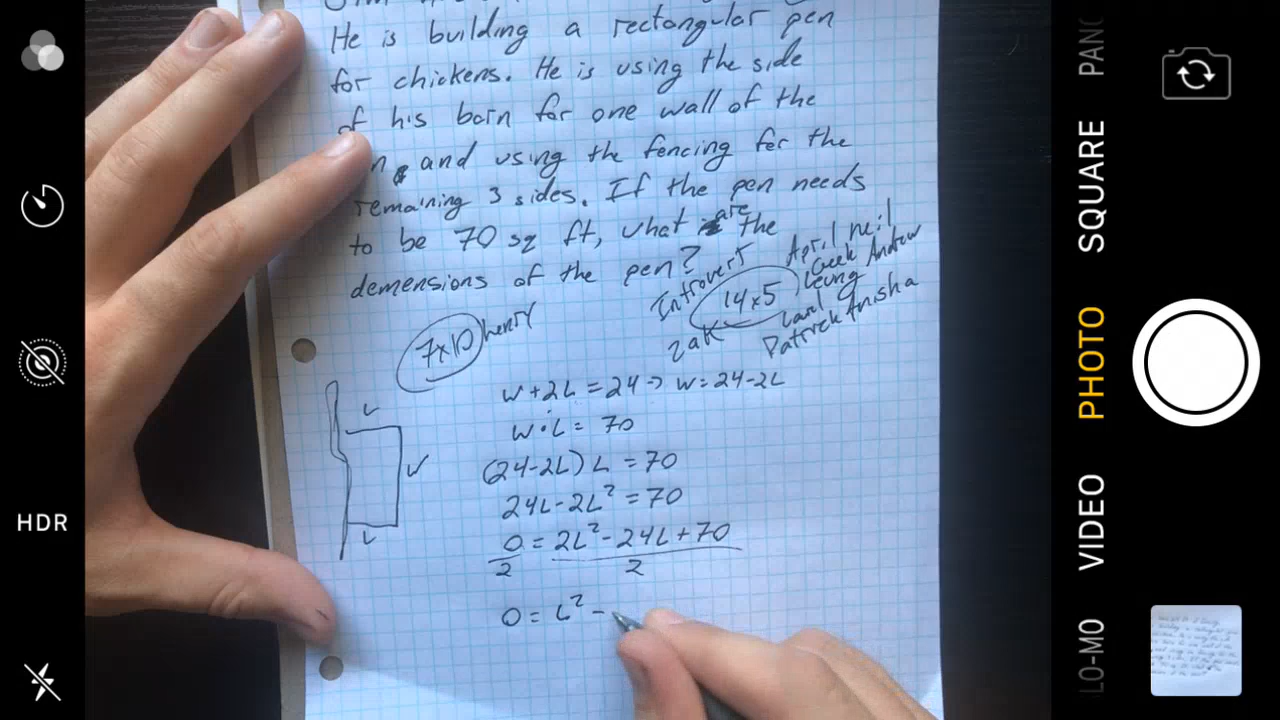 He is building a rectangular pen
for chickens. He is using the side
of his barn for one wall of the
and using the fencing for the
remaining 3 sides. If the pen needs
to be 70 sq ft, what are the
demensions of the pen?
7x10 henry
Introvert
14x5
zak
April neil
Geek Andrew
Leung
Carl
Patrick Anisha
W+2L = 24 → W = 24-2L
W·L = 70
(24-2L) L = 70
24L-2L² = 70
0 = 2L²-24L+70
2 2
0 = L² -
L
W
L
HDR
PANO
SQUARE
PHOTO
VIDEO
LO-MO